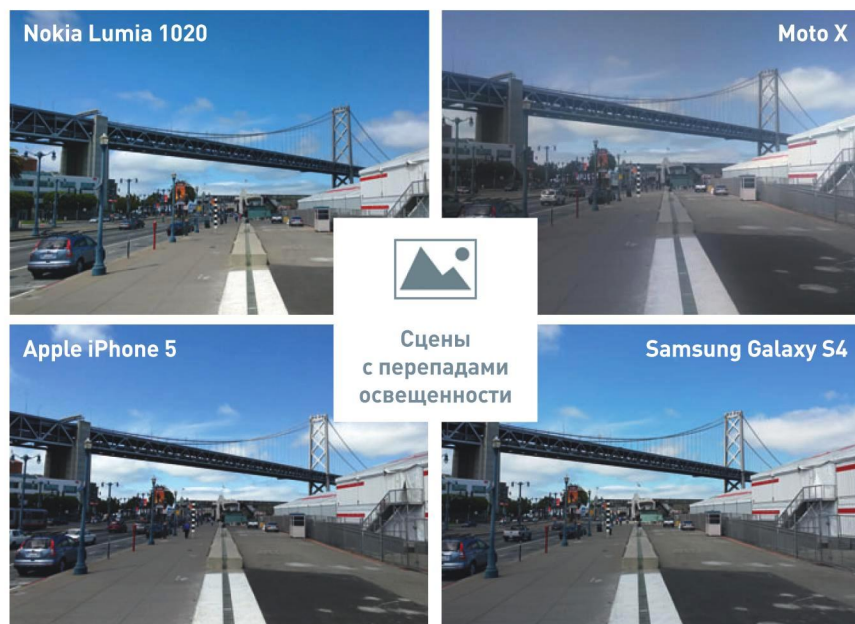 Nokia Lumia 1020
Moto X
Сцены
с перепадами
освещенности
Apple iPhone 5
Samsung Galaxy S4